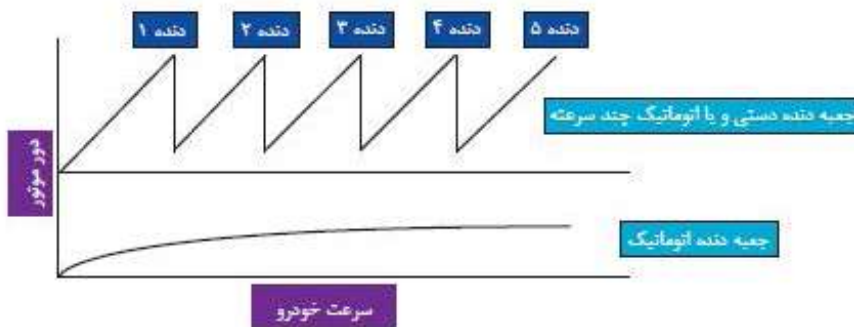 دنده ۱
دنده ۲
دنده ۳
دنده ۴
دنده ۵
جعبه دنده دستی و یا اتوماتیک چند سرعته
دور موتور
جعبه دنده اتوماتیک
سرعت خودرو